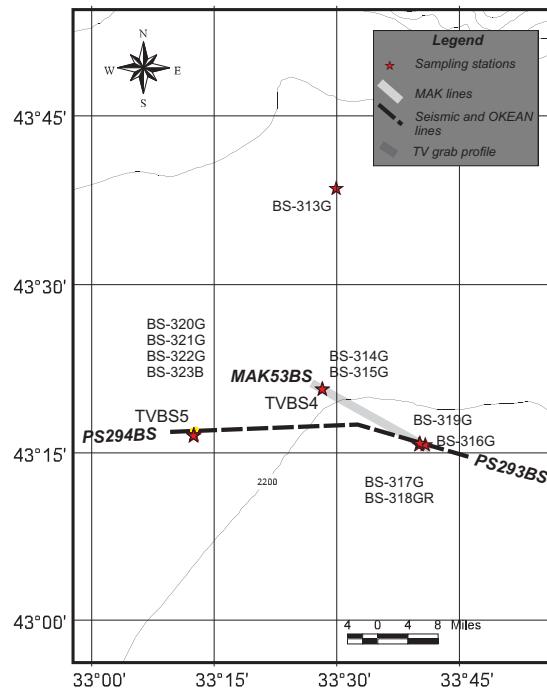 N
W E
S
Legend
Sampling stations
MAK lines
Seismic and OKEAN
lines
TV grab profile
43°45'
BS-313G
43°30'
BS-320G
BS-321G
BS-322G
BS-323B
MAK53BS
BS-314G
BS-315G
TVBS4
TVBS5
BS-319G
PS294BS
BS-316G
43°15'
PS293BS
2200
BS-317G
BS-318GR
43°00'
4 0 4 8 Miles
33°00' 33°15' 33°30' 33°45'